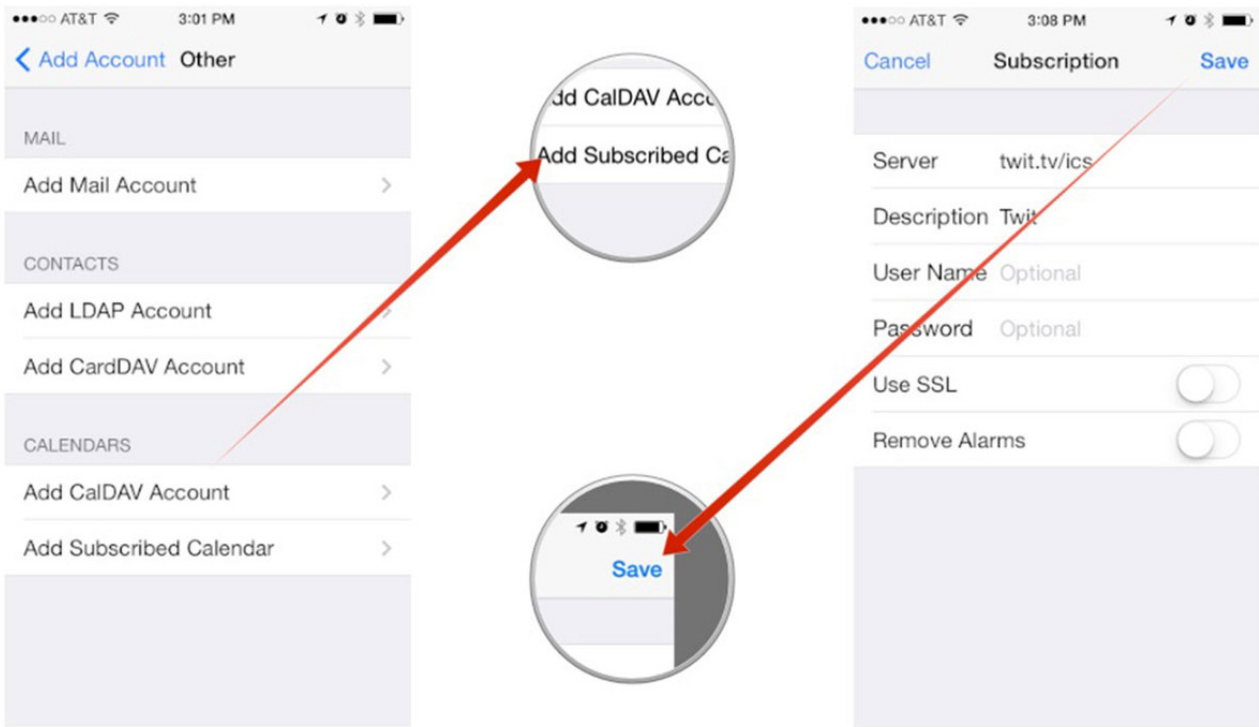 AT&T 3:01 PM
Add Account Other
MAIL
Add Mail Account
CONTACTS
Add LDAP Account
Add CardDAV Account
CALENDARS
Add CalDAV Account
Add Subscribed Calendar
dd CalDAV Acco
Add Subscribed Ca
Save
AT&T 3:08 PM
Cancel Subscription Save
Server twit.tv/ics
Description Twit
User Name Optional
Password Optional
Use SSL
Remove Alarms